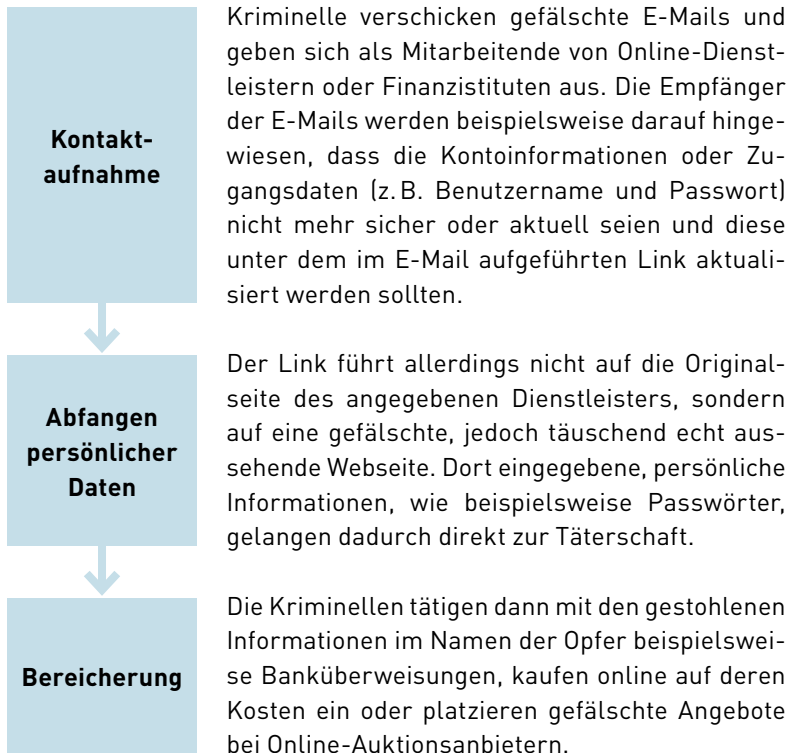 Kontakt-
aufnahme
Kriminelle verschicken gefälschte E-Mails und
geben sich als Mitarbeitende von Online-Dienst-
leistern oder Finanzistituten aus. Die Empfänger
der E-Mails werden beispielsweise darauf hinge-
wiesen, dass die Kontoinformationen oder Zu-
gangsdaten (z. B. Benutzername und Passwort)
nicht mehr sicher oder aktuell seien und diese
unter dem im E-Mail aufgeführten Link aktuali-
siert werden sollten.
Abfangen
persönlicher
Daten
Der Link führt allerdings nicht auf die Original-
seite des angegebenen Dienstleisters, sondern
auf eine gefälschte, jedoch täuschend echt aus-
sehende Webseite. Dort eingegebene, persönliche
Informationen, wie beispielsweise Passwörter,
gelangen dadurch direkt zur Täterschaft.
Bereicherung
Die Kriminellen tätigen dann mit den gestohlenen
Informationen im Namen der Opfer beispielswei-
se Banküberweisungen, kaufen online auf deren
Kosten ein oder platzieren gefälschte Angebote
bei Online-Auktionsanbietern.